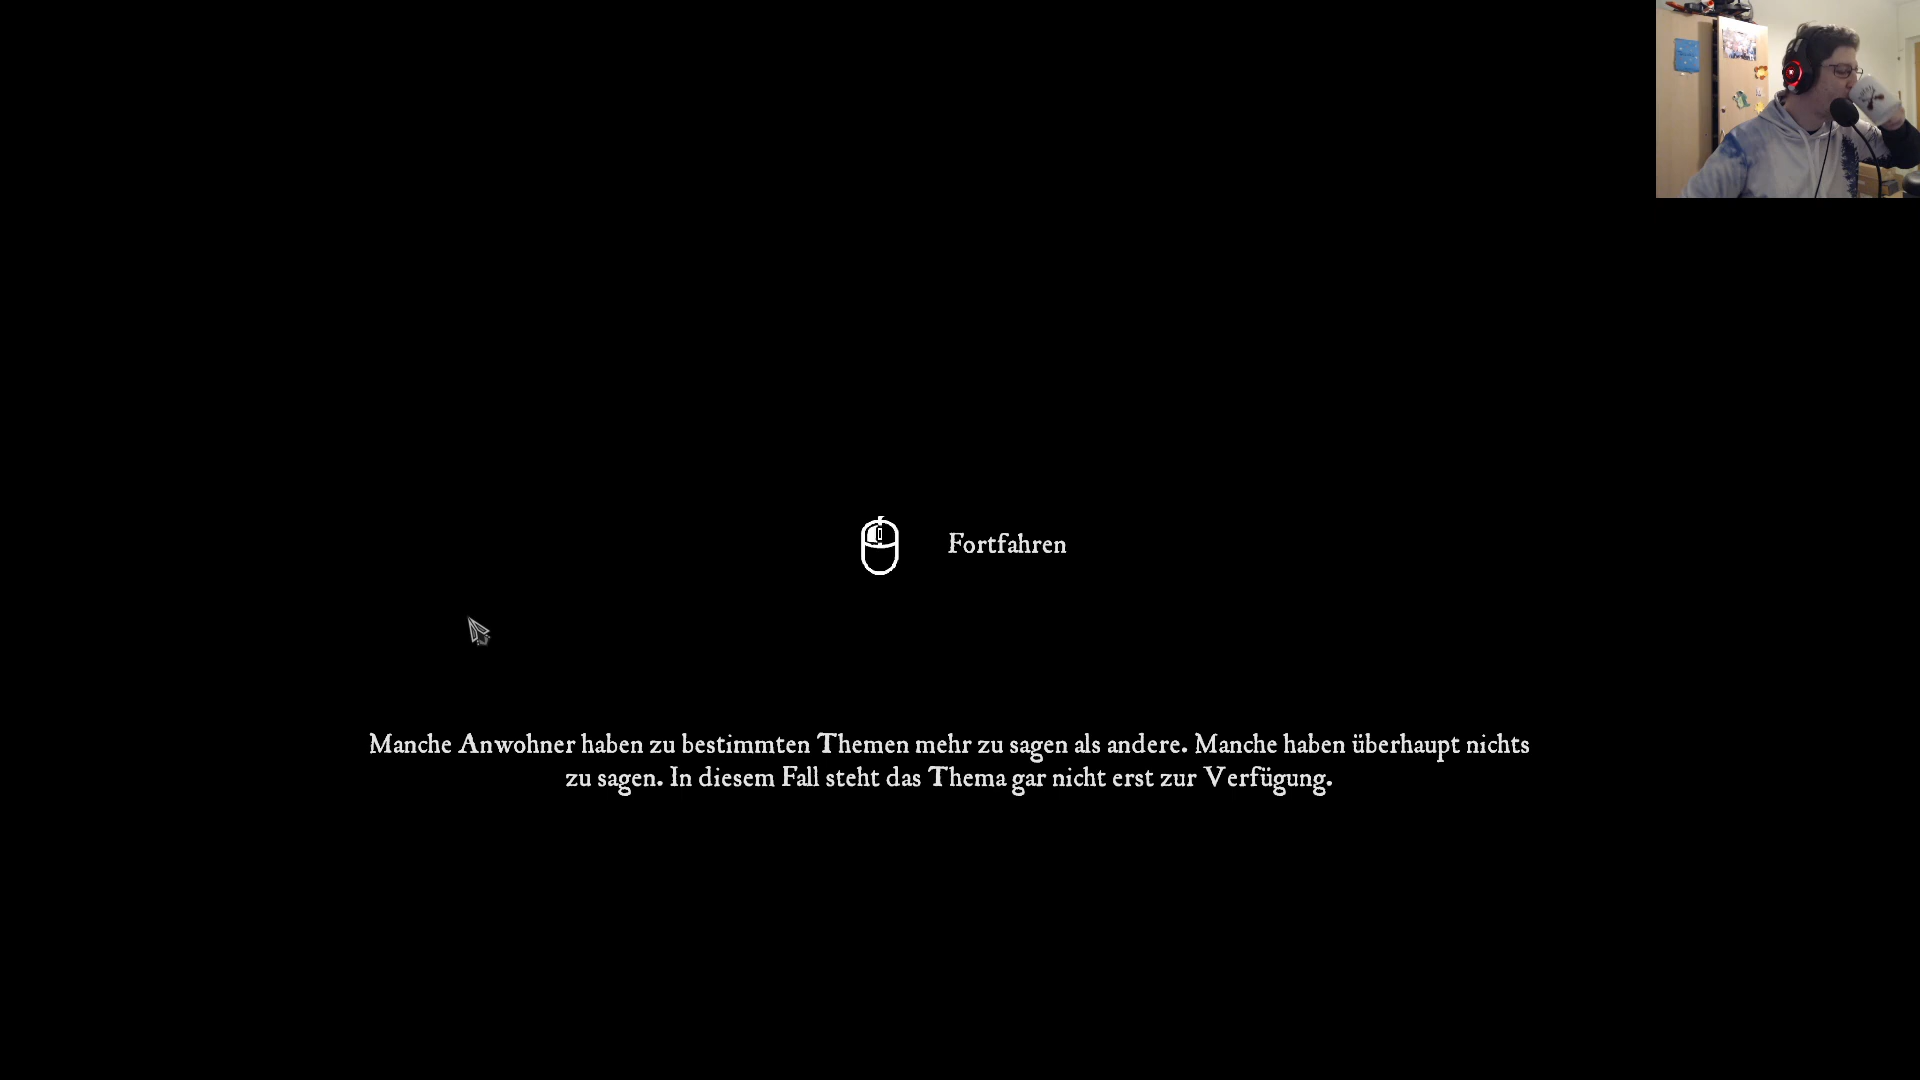 Fortfahren
Manche Anwohner haben zu bestimmten Themen mehr zu sagen als andere. Manche haben überhaupt nichts
zu sagen. In diesem Fall steht das Thema gar nicht erst zur Verfügung.